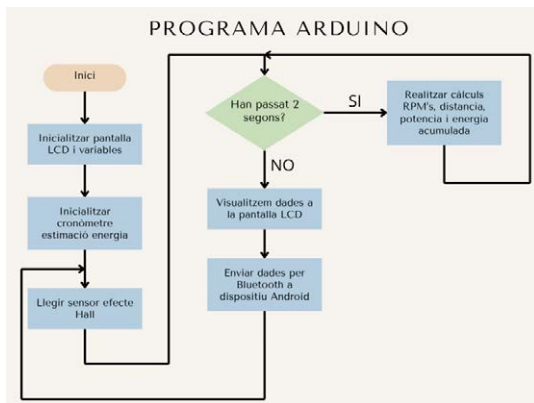 PROGRAMA ARDUINO
Inici
Inicialitzar pantalla
LCD i variables
Inicialitzar
cronòmetre
estimació energia
Llegir sensor efecte
Hall
Han passat 2
segons?
SI
NO
Realitzar càlculs
RPM's, distancia,
potencia i energia
acumulada
Visualitzem dades a
la pantalla LCD
Enviar dades per
Bluetooth a
dispositiu Android